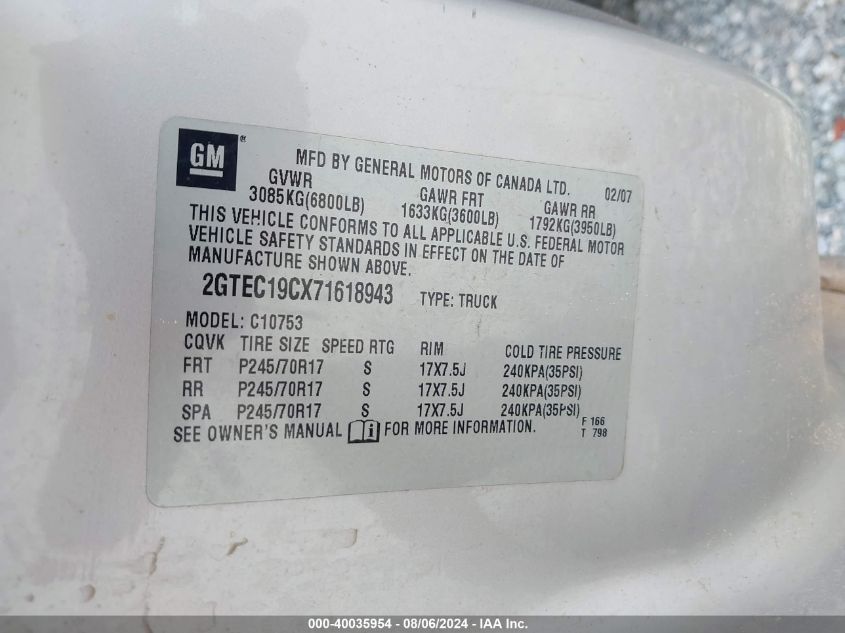 GM ®
MFD BY GENERAL MOTORS OF CANADA LTD. 02/07
GVWR GAWR FRT GAWR RR
3085KG(6800LB) 1633KG(3600LB) 1792KG(3950LB)
THIS VEHICLE CONFORMS TO ALL APPLICABLE U.S. FEDERAL MOTOR
VEHICLE SAFETY STANDARDS IN EFFECT ON THE DATE OF
MANUFACTURE SHOWN ABOVE.
2GTEC19CX71618943 TYPE: TRUCK
MODEL: C10753
CQVK TIRE SIZE SPEED RTG RIM COLD TIRE PRESSURE
FRT P245/70R17 S 17X7.5J 240KPA(35PSI)
RR P245/70R17 S 17X7.5J 240KPA(35PSI)
SPA P245/70R17 S 17X7.5J 240KPA(35PSI)
SEE OWNER'S MANUAL i FOR MORE INFORMATION.
F 166
T 798
000-40035954 - 08/06/2024 - IAA Inc.